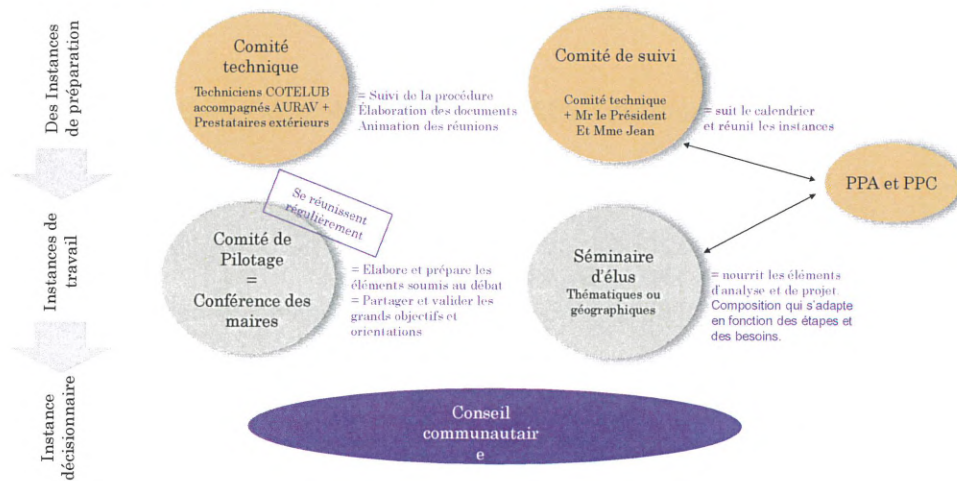 Des Instances
de préparation
Comité
technique
Techniciens COTELUB
accompagnés AURAV +
Prestataires extérieurs
= Suivi de la procédure
Élaboration des documents
Animation des réunions
Comité de suivi
Comité technique
+ Mr le Président
Et Mme Jean
= suit le calendrier
et réunit les instances
PPA et PPC
Instances de
travail
Se réunissent
régulièrement
Comité de
Pilotage
=
Conférence des
maires
= Elabore et prépare les
éléments soumis au débat
= Partager et valider les
grands objectifs et
orientations
Séminaire
d'élus
Thématiques ou
géographiques
= nourrit les éléments
d'analyse et de projet.
Composition qui s'adapte
en fonction des étapes et
des besoins.
Instance
décisionnaire
Conseil
communautair
e